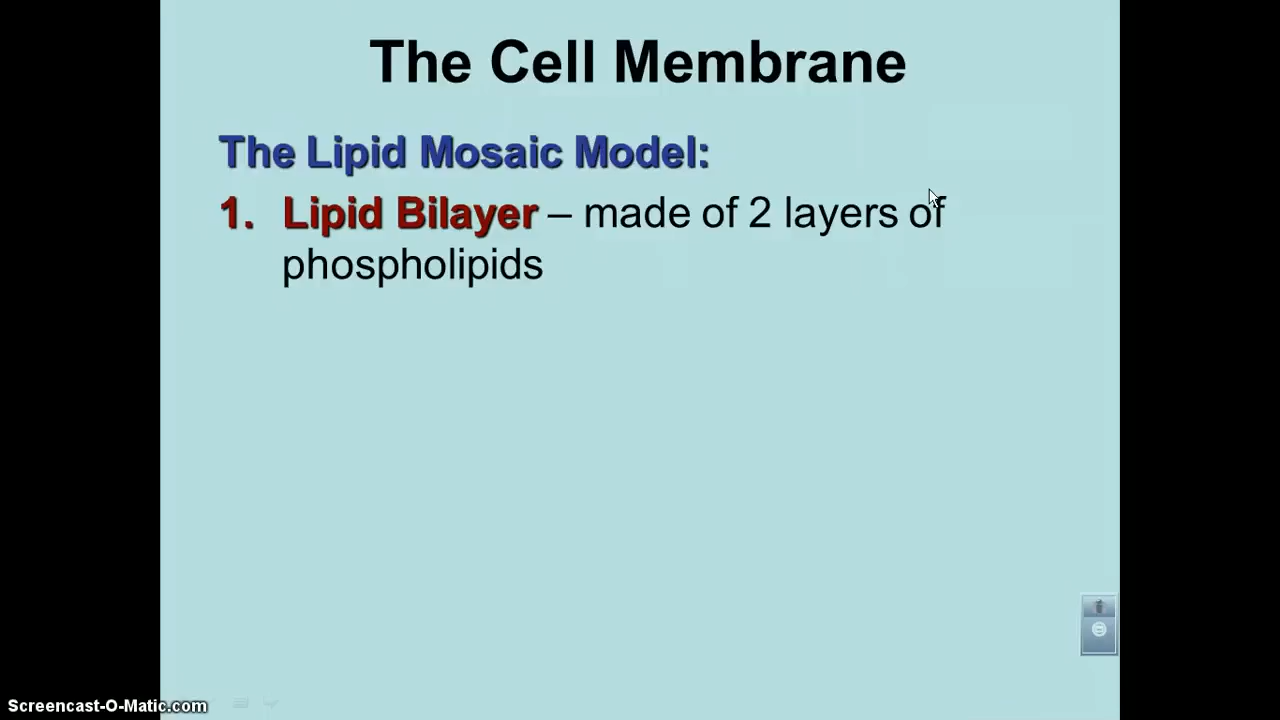 The Cell Membrane
The Lipid Mosaic Model:
1. Lipid Bilayer – made of 2 layers of
phospholipids
Screencast-O-Matic.com